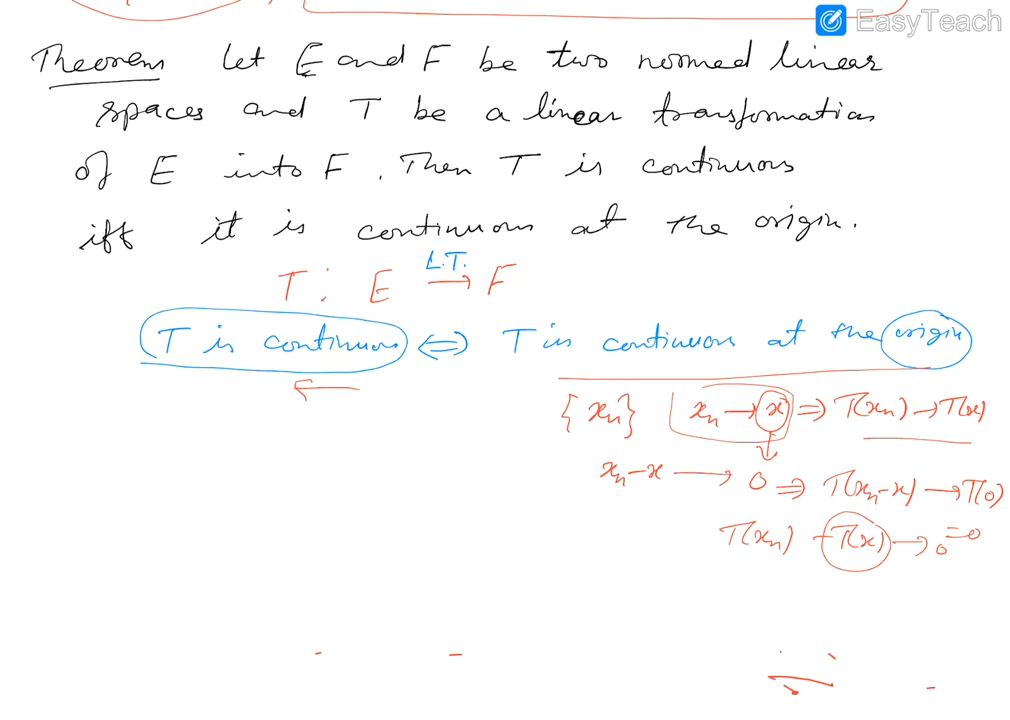 EasyTeach
Theorem Let E and F be two normed linear
spaces and T be a linear transformation
of E into F. Then T is continuous
iff it is continuous at the origin.
L.T.
T : E → F
T is continuous ⇔ T is continuous at the origin
←
{xₙ} xₙ → x ⇒ T(xₙ) → T(x)
xₙ - x → 0 ⇒ T(xₙ-x) → T(0)
T(xₙ) - T(x) → 0 = 0